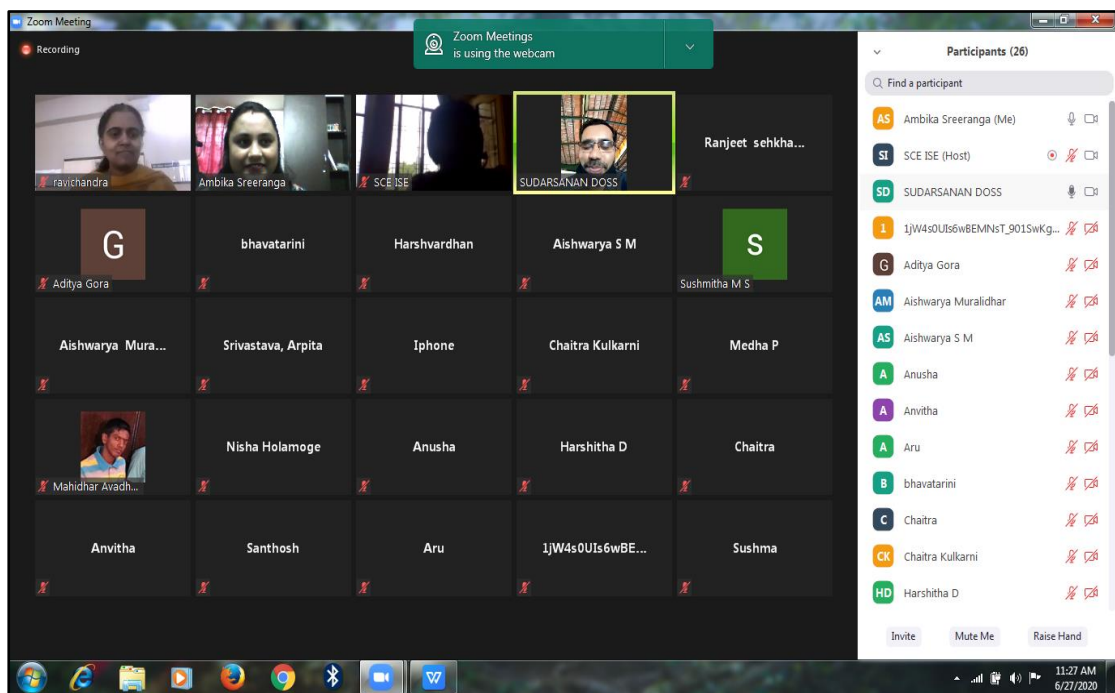 Zoom Meeting
Recording
Zoom Meetings
is using the webcam
ravichandra
Ambika Sreeranga
SCE ISE
SUDARSANAN DOSS
Ranjeet sehkha...
G
Aditya Gora
bhavatarini
Harshvardhan
Aishwarya S M
S
Sushmitha M S
Aishwarya Mura...
Srivastava, Arpita
Iphone
Chaitra Kulkarni
Medha P
Mahidhar Avadh...
Nisha Holamoge
Anusha
Harshitha D
Chaitra
Anvitha
Santhosh
Aru
1jW4s0UIs6wBE...
Sushma
Participants (26)
Find a participant
AS Ambika Sreeranga (Me)
SI SCE ISE (Host)
SD SUDARSANAN DOSS
1 1jW4s0UIs6wBEMNsT_901SwKg...
G Aditya Gora
AM Aishwarya Muralidhar
AS Aishwarya S M
A Anusha
A Anvitha
A Aru
B bhavatarini
C Chaitra
CK Chaitra Kulkarni
HD Harshitha D
Invite Mute Me Raise Hand
11:27 AM
6/27/2020